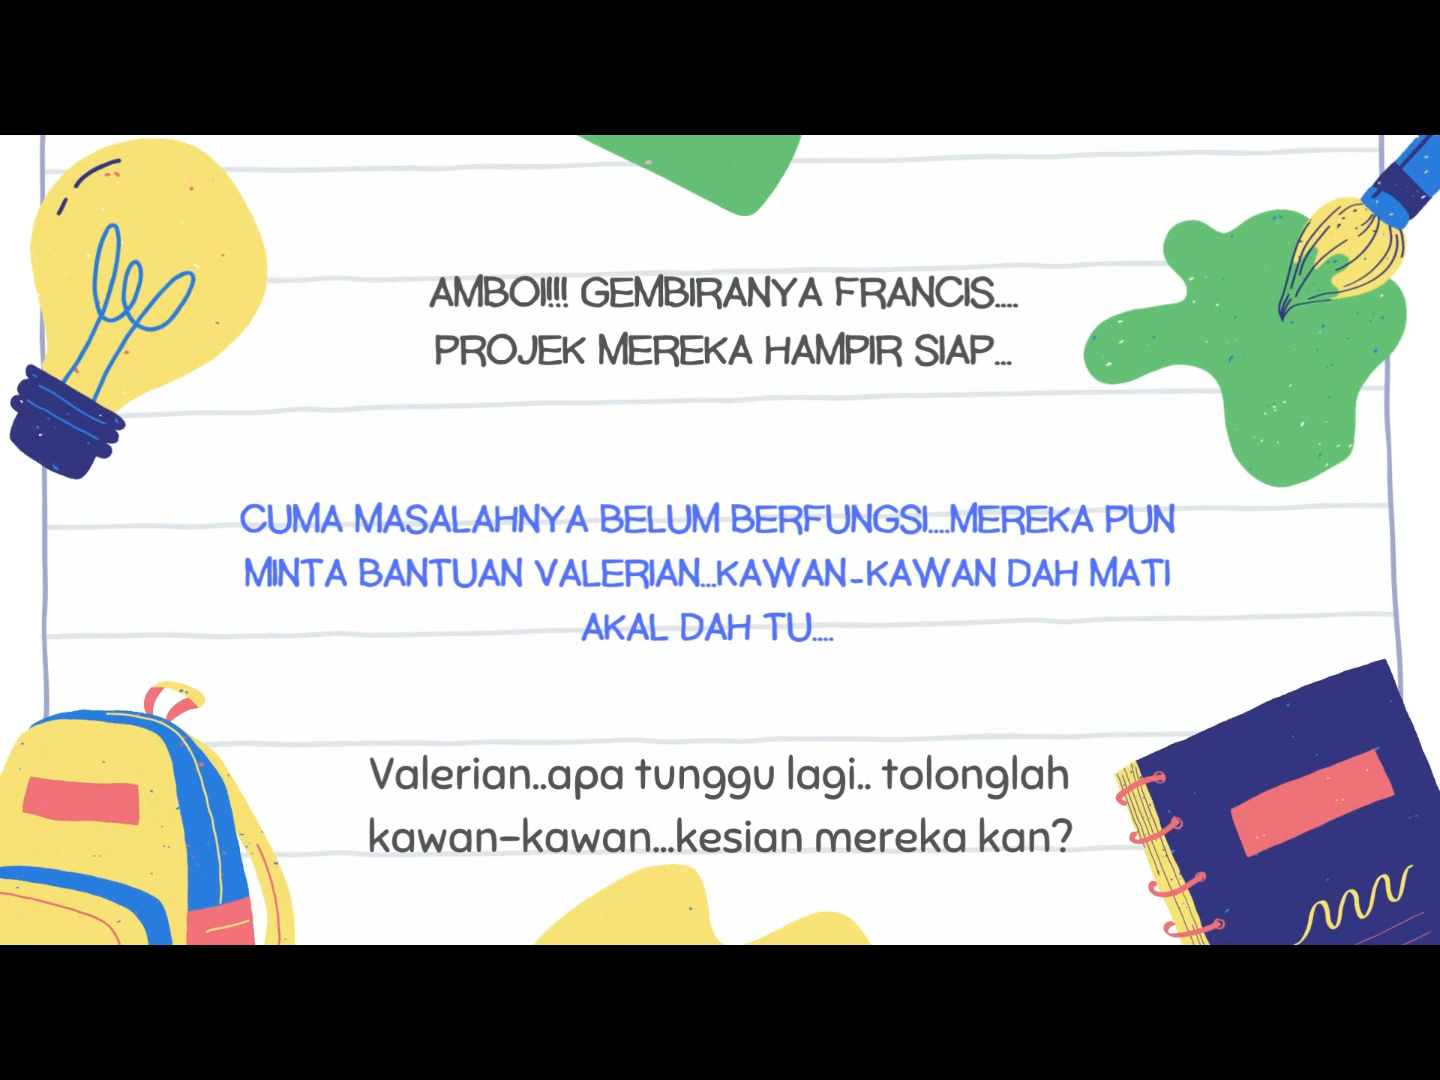 AMBOI!!!! GEMBIRANYA FRANCIS....
PROJEK MEREKA HAMPIR SIAP...
CUMA MASALAHNYA BELUM BERFUNGSI....MEREKA PUN
MINTA BANTUAN VALERIAN...KAWAN-KAWAN DAH MATI
AKAL DAH TU....
Valerian..apa tunggu lagi.. tolonglah
kawan-kawan...kesian mereka kan?